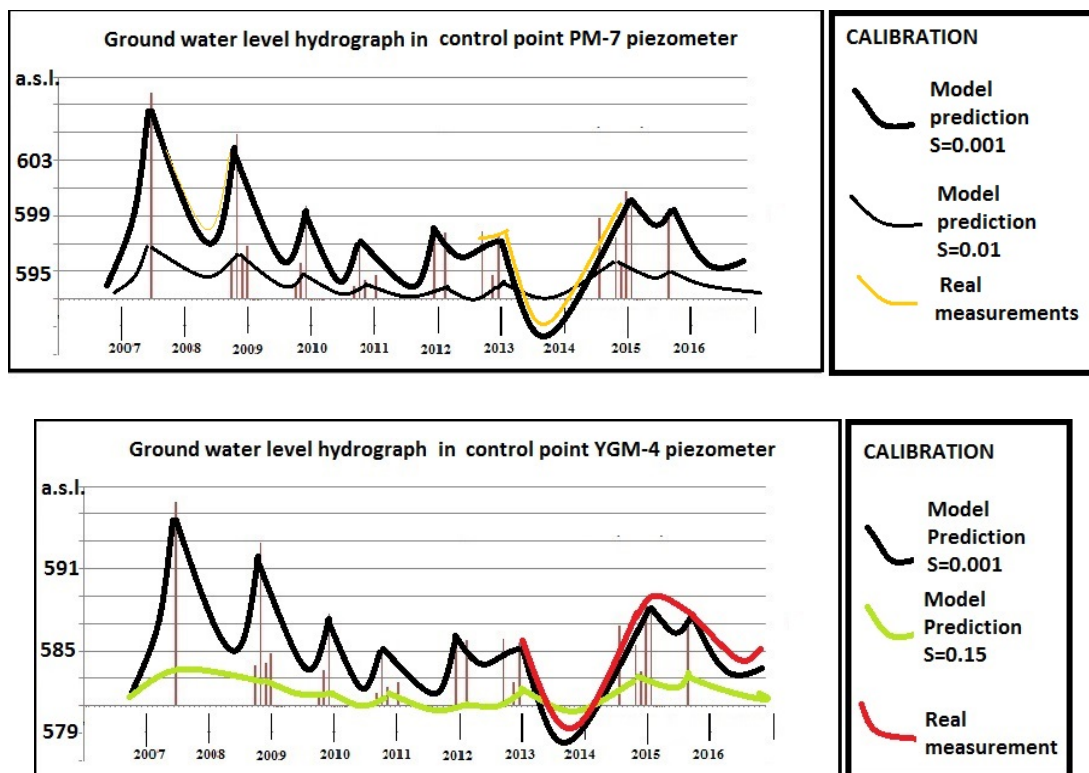 Ground water level hydrograph in control point PM-7 piezometer
a.s.l.
603
599
595
2007 2008 2009 2010 2011 2012 2013 2014 2015 2016
CALIBRATION
Model
prediction
S=0.001
Model
prediction
S=0.01
Real
measurements
Ground water level hydrograph in control point YGM-4 piezometer
a.s.l.
591
585
579
2007 2008 2009 2010 2011 2012 2013 2014 2015 2016
CALIBRATION
Model
Prediction
S=0.001
Model
Prediction
S=0.15
Real
measurement